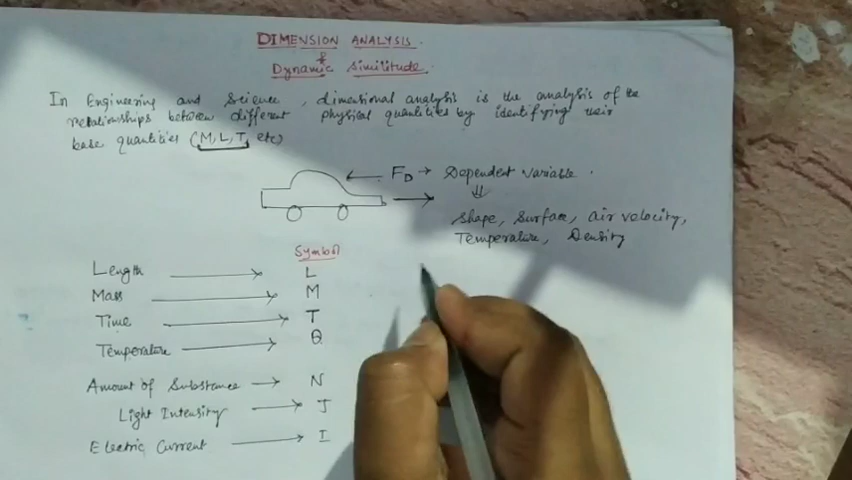 DIMENSION ANALYSIS.
&
Dynamic Similitude.
In Engineering and Science, dimensional analysis is the analysis of the
relationships between different physical quantities by identifying their
base quantities (M, L, T, etc)
F_D → Dependent variable.
⇓
Shape, Surface, air velocity,
Temperature, Density
Symbol
Length → L
Mass → M
Time → T
Temperature → θ
Amount of Substance → N
Light Intensity → J
Electric Current → I